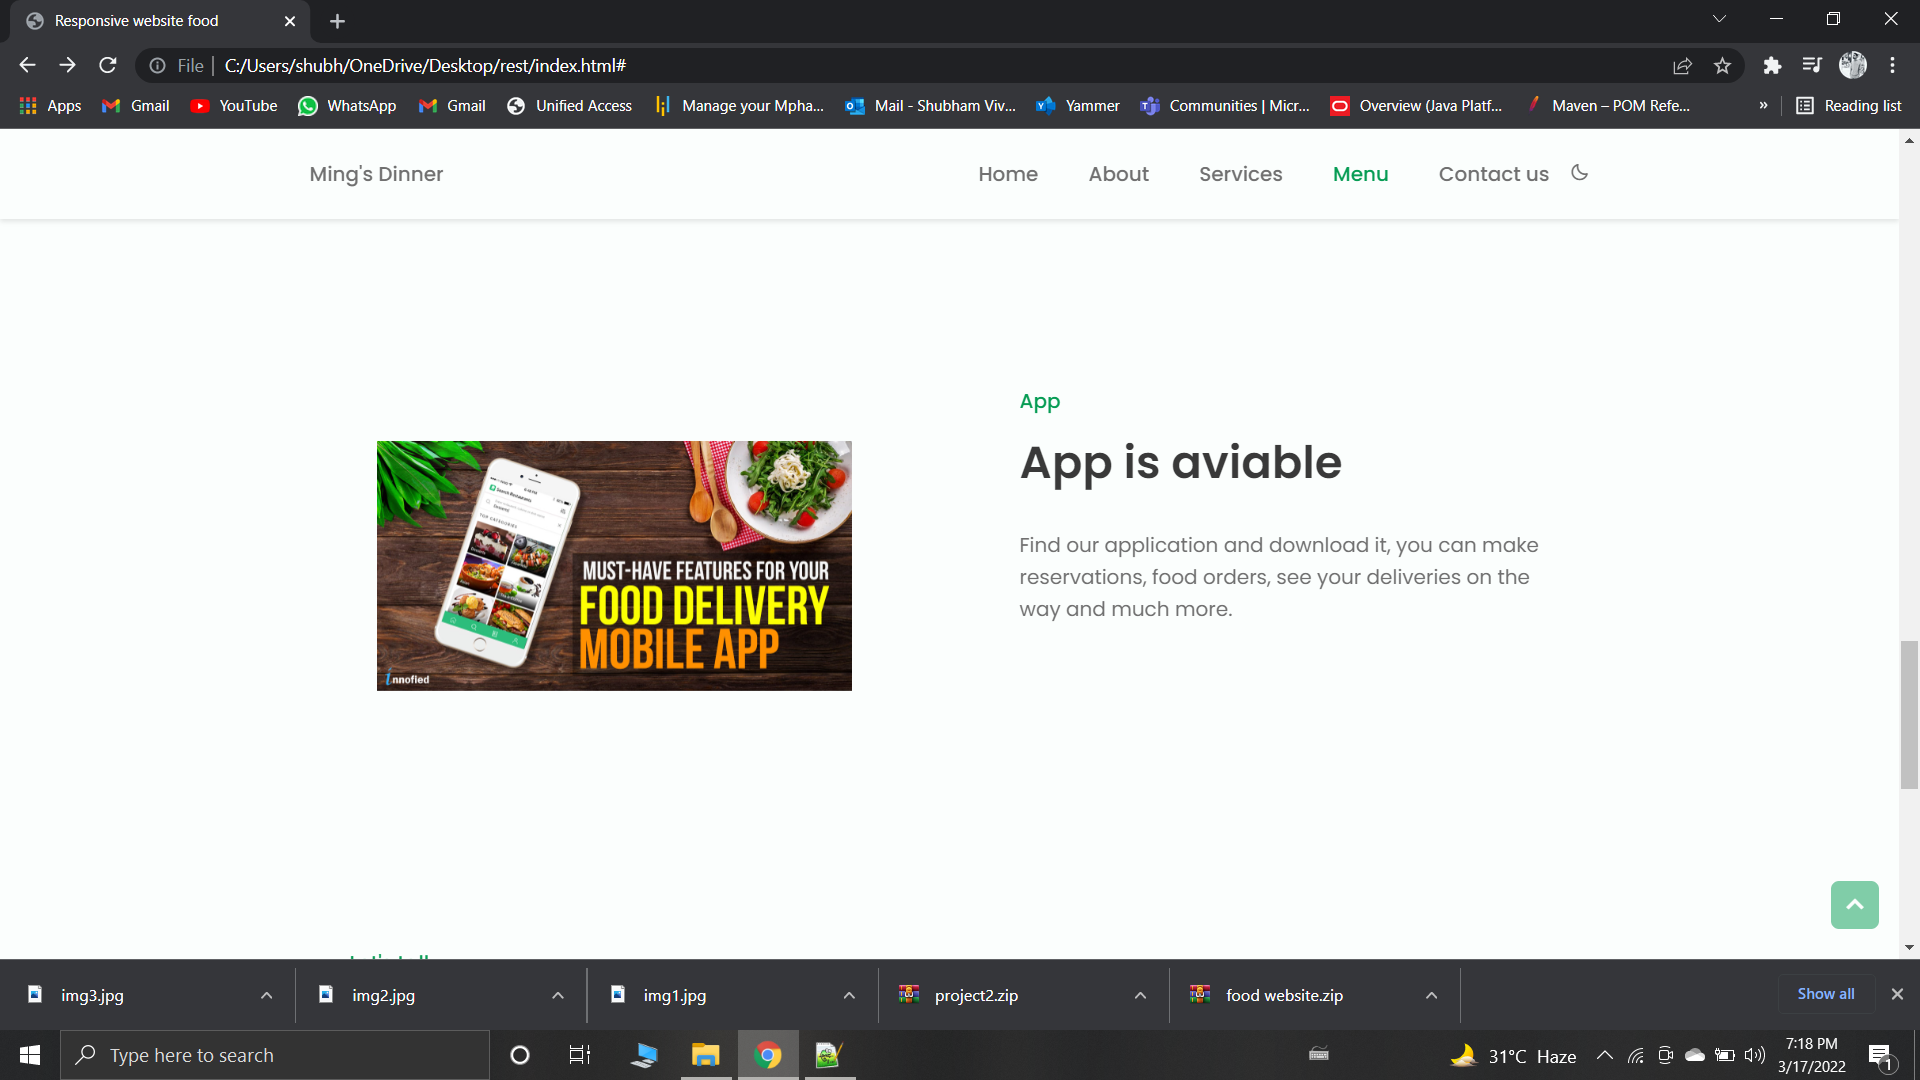 Responsive website food
File
C:/Users/shubh/OneDrive/Desktop/rest/index.html#
Apps
Gmail
YouTube
WhatsApp
Gmail
Unified Access
Manage your Mpha...
Mail - Shubham Viv...
Yammer
Communities | Micr...
Overview (Java Platf...
Maven – POM Refe...
»
Reading list
Ming's Dinner
Home
About
Services
Menu
Contact us
App
App is aviable
Find our application and download it, you can make
reservations, food orders, see your deliveries on the
way and much more.
Search Restaurants
TOP CATEGORIES
MUST-HAVE FEATURES FOR YOUR
FOOD DELIVERY
MOBILE APP
innofied
img3.jpg
img2.jpg
img1.jpg
project2.zip
food website.zip
Show all
Type here to search
31°C Haze
7:18 PM
3/17/2022
1